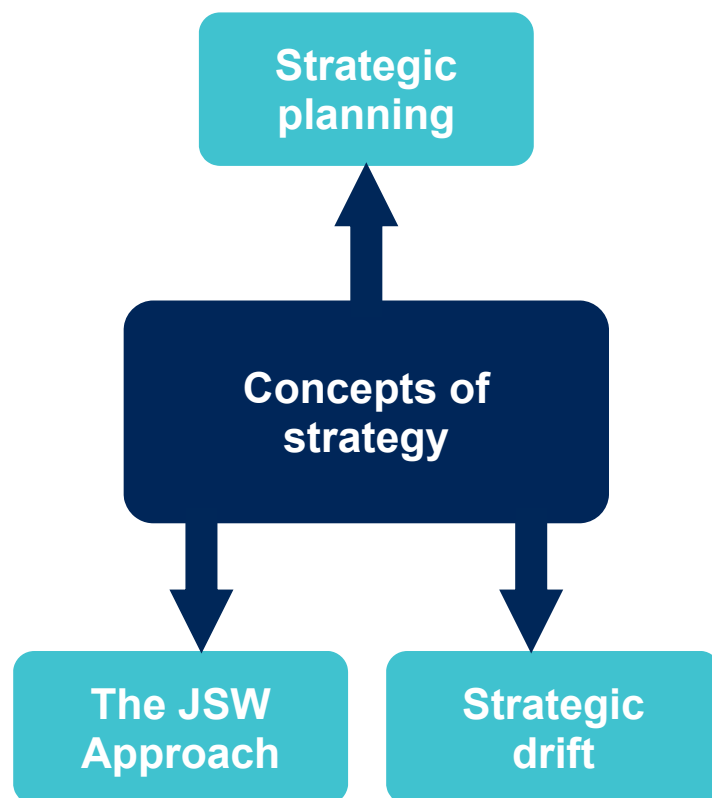 Strategic
planning
Concepts of
strategy
The JSW
Approach
Strategic
drift